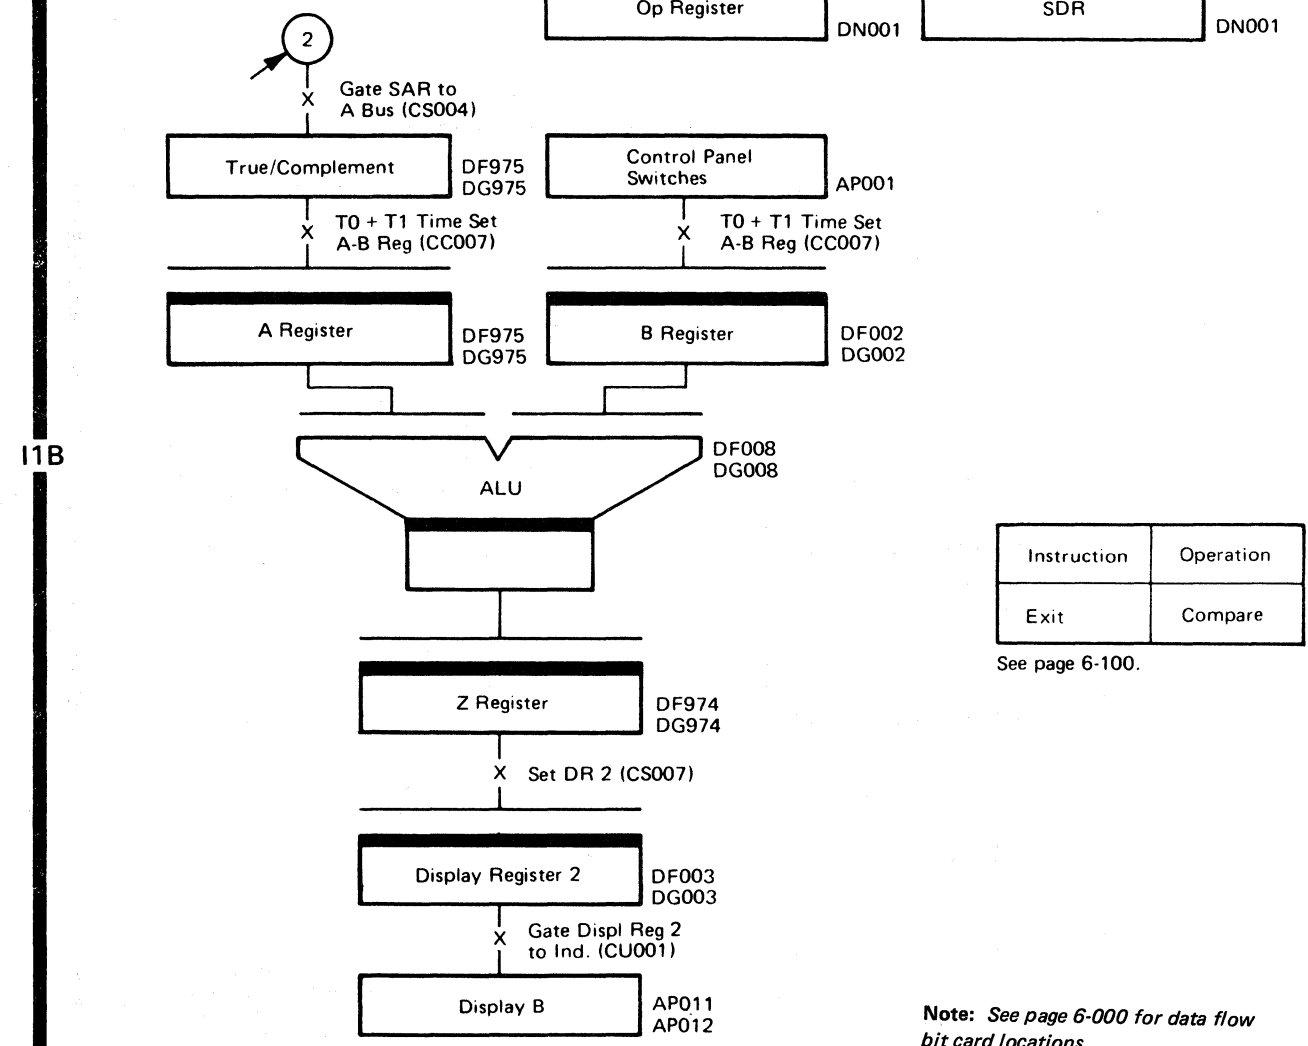 Op Register
DN001
SDR
DN001
2
X
Gate SAR to
A Bus (CS004)
True/Complement
DF975
DG975
Control Panel
Switches
AP001
X
T0 + T1 Time Set
A-B Reg (CC007)
X
T0 + T1 Time Set
A-B Reg (CC007)
A Register
DF975
DG975
B Register
DF002
DG002
I1B
ALU
DF008
DG008
Instruction
Operation
Exit
Compare
See page 6-100.
Z Register
DF974
DG974
X
Set DR 2 (CS007)
Display Register 2
DF003
DG003
X
Gate Displ Reg 2
to Ind. (CU001)
Display B
AP011
AP012
Note: See page 6-000 for data flow
bit card locations